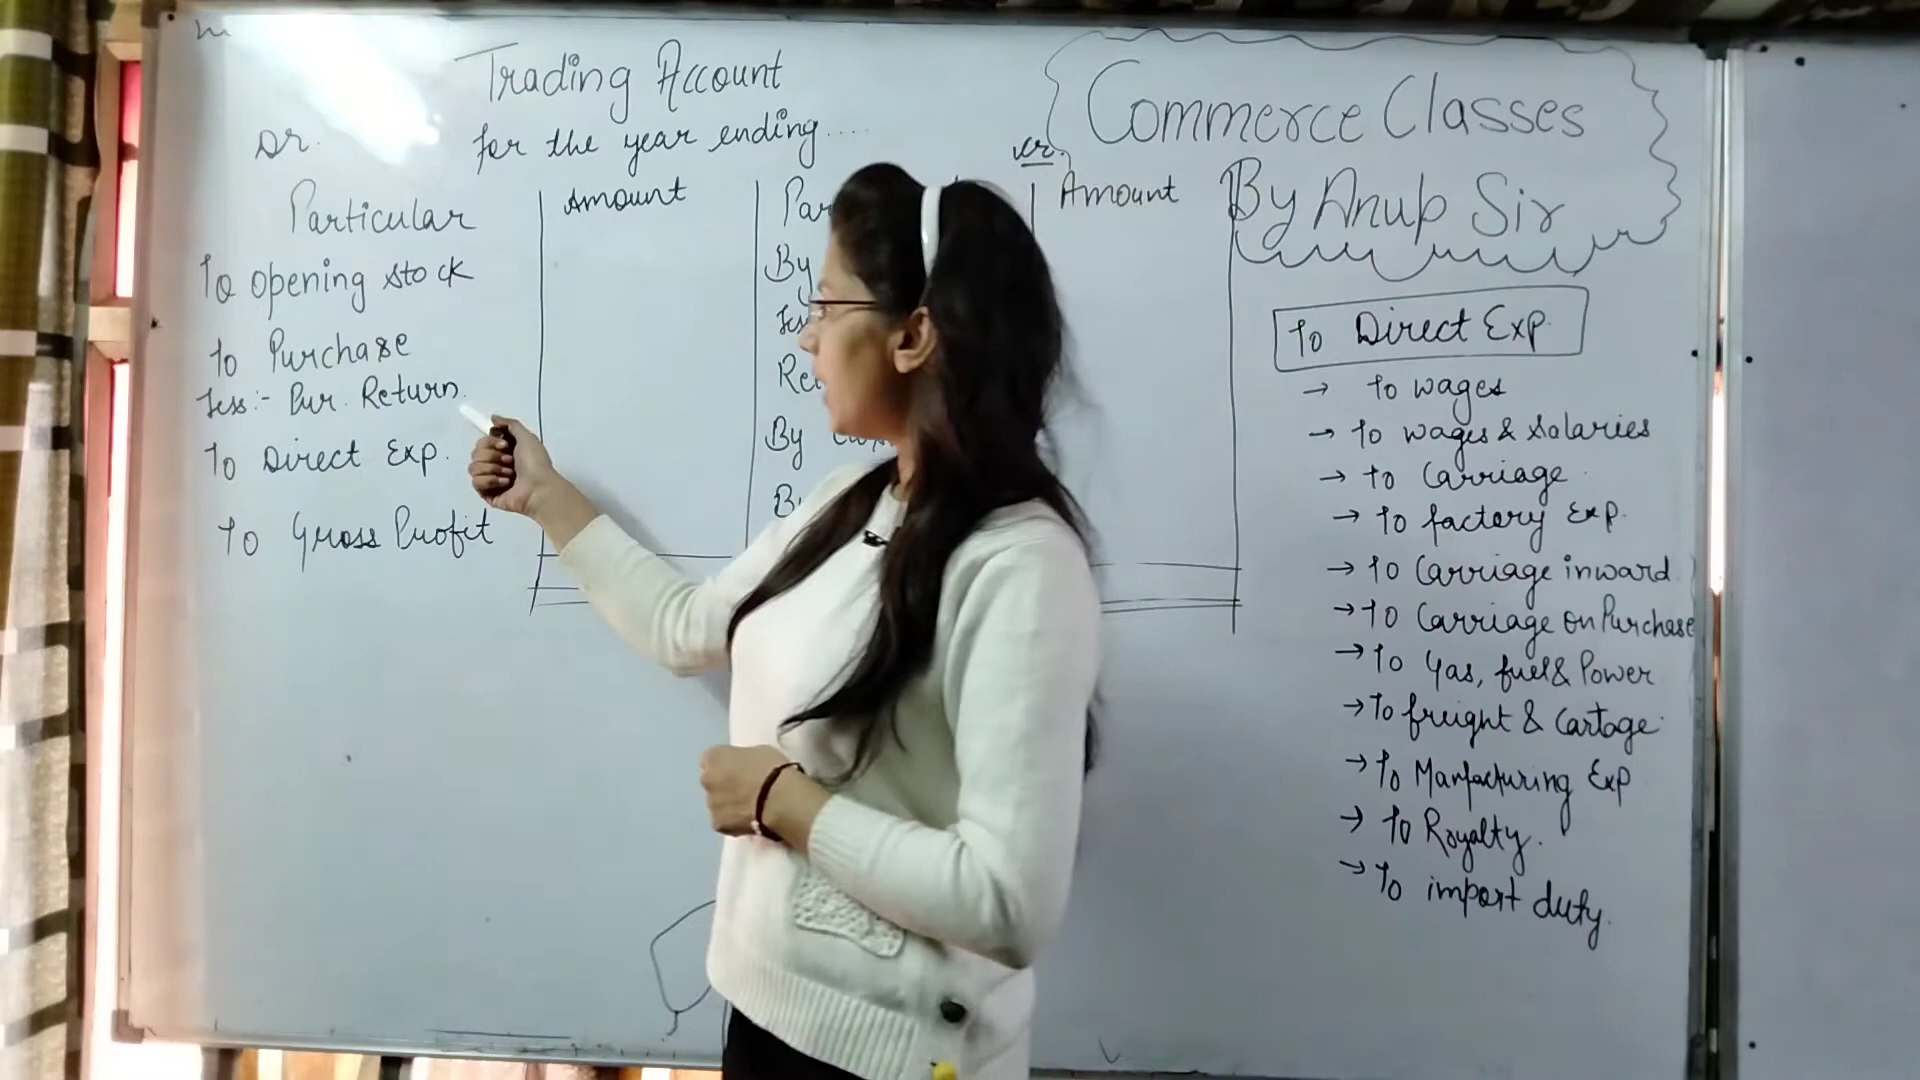 Trading Account
for the year ending....
Dr.
Cr.
Particular
Amount
Amount
To opening stock
To Purchase
Less:- Pur. Return.
To Direct Exp.
To Gross Profit
By
By
Commerce Classes
By Anup Sir
To Direct Exp.
→ To wages
→ To wages & Salaries
→ to Carriage
→ To factory Exp.
→ To Carriage inward
→ To Carriage on Purchase
→ To Gas, fuel & Power
→ To freight & Cartage
→ To Manfacturing Exp
→ To Royalty.
→ To import duty.